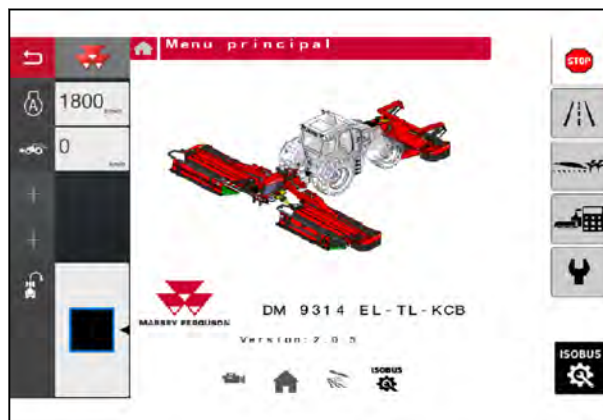 Menu principal
STOP
A
1800
0
DM 9314 EL-TL-KCB
MASSEY FERGUSON
Version: 2.0.5
ISOBUS
ISOBUS